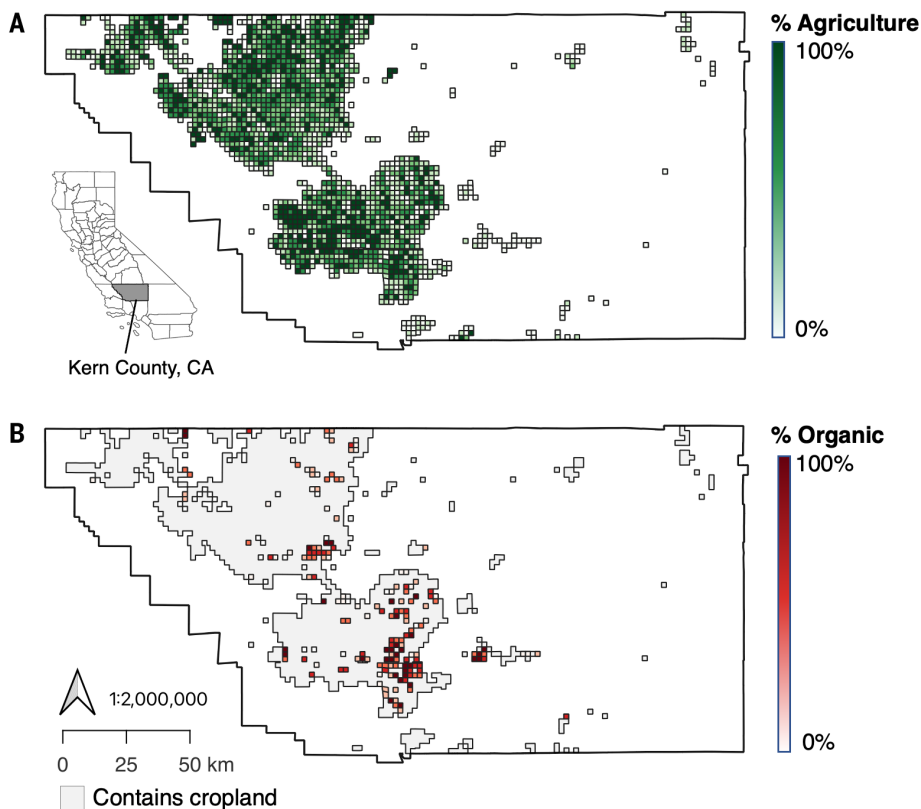 A
% Agriculture
100%
0%
Kern County, CA
B
% Organic
100%
0%
1:2,000,000
0 25 50 km
Contains cropland